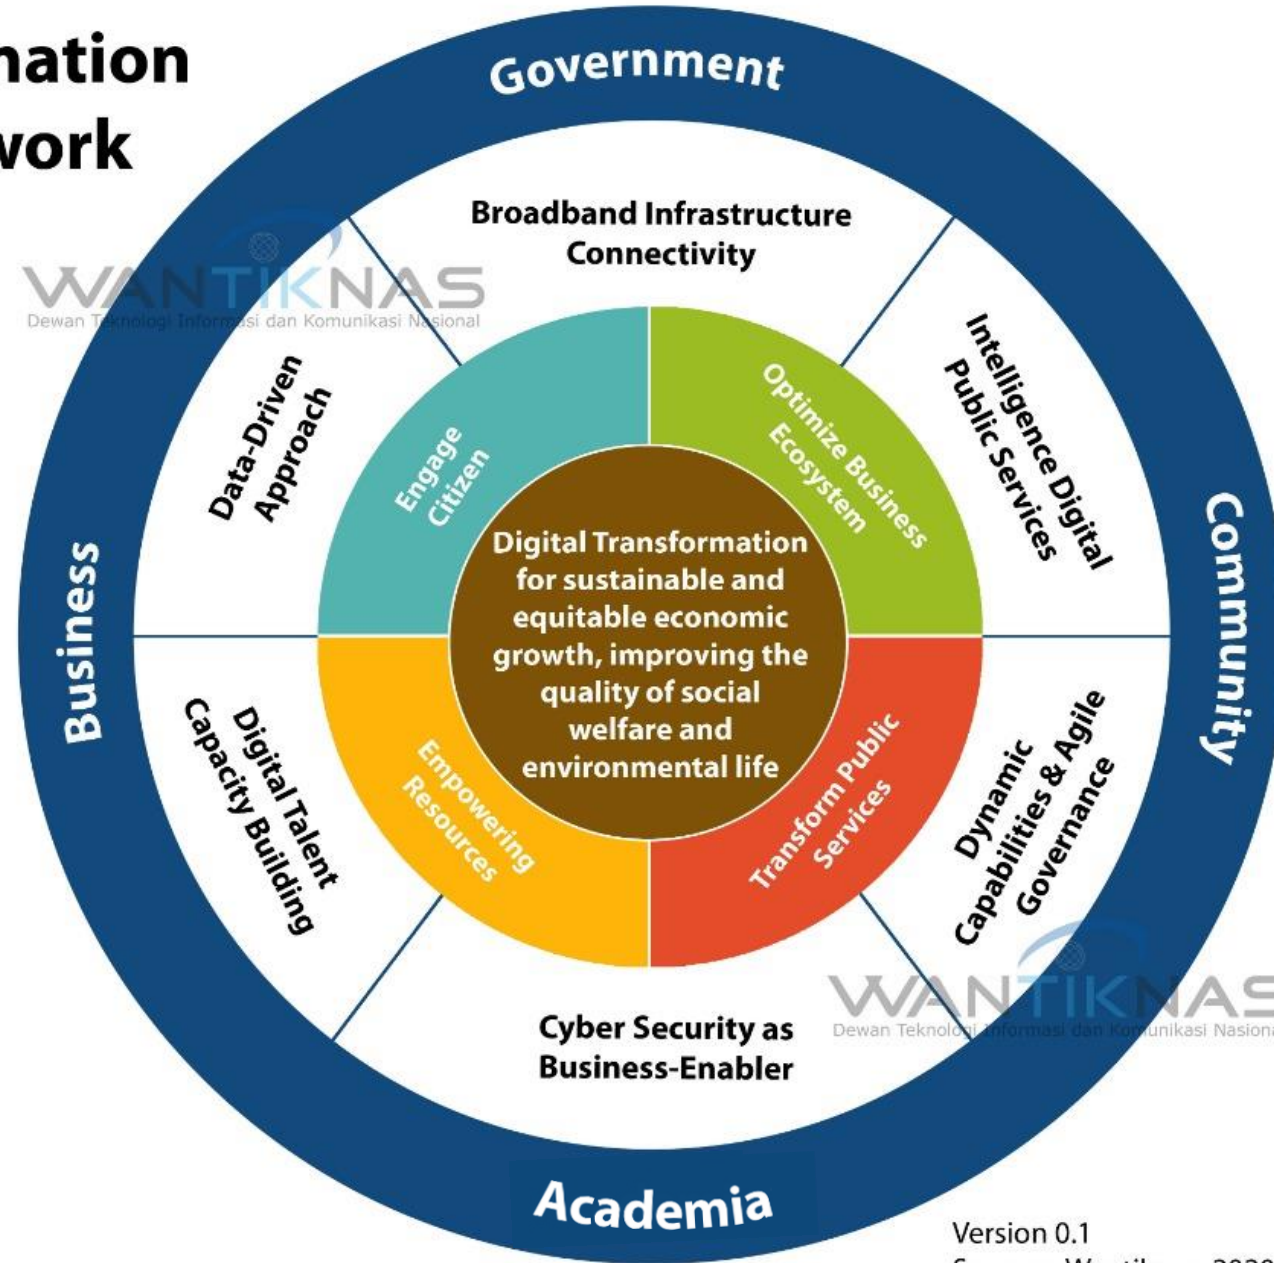 nation
work
Government
Broadband Infrastructure
Connectivity
WANTIKNAS
Dewan Teknologi Informasi dan Komunikasi Nasional
Data-Driven
Approach
Intelligence Digital
Public Services
Engage
Citizen
Optimize Business
Ecosystem
Business
Community
Digital Transformation
for sustainable and
equitable economic
growth, improving the
quality of social
welfare and
environmental life
Digital Talent
Capacity Building
Empowering
Resources
Transform Public
Services
Dynamic
Capabilities & Agile
Governance
WANTIKNAS
Dewan Teknologi Informasi dan Komunikasi Nasional
Cyber Security as
Business-Enabler
Academia
Version 0.1